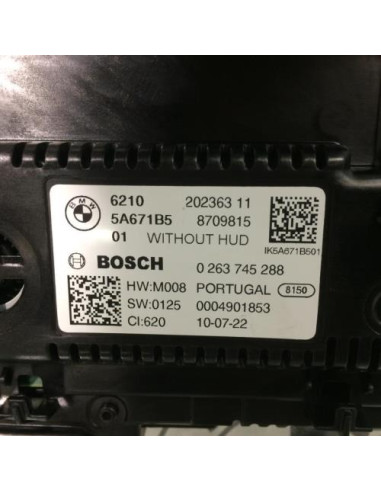 BMW
6210 202363 11
5A671B5 8709815
01 WITHOUT HUD
IK5A671B501
BOSCH 0 263 745 288
HW:M008 PORTUGAL 8150
SW:0125 0004901853
CI:620 10-07-22